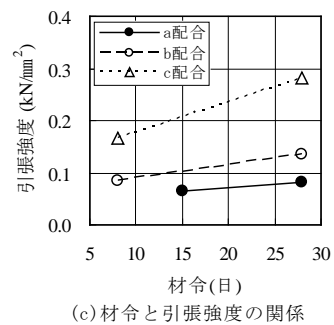 0.4
0.3
0.2
0.1
0.0
引張強度 (kN/mm²)
a配合
b配合
c配合
5 10 15 20 25 30
材令(日)
(c)材令と引張強度の関係